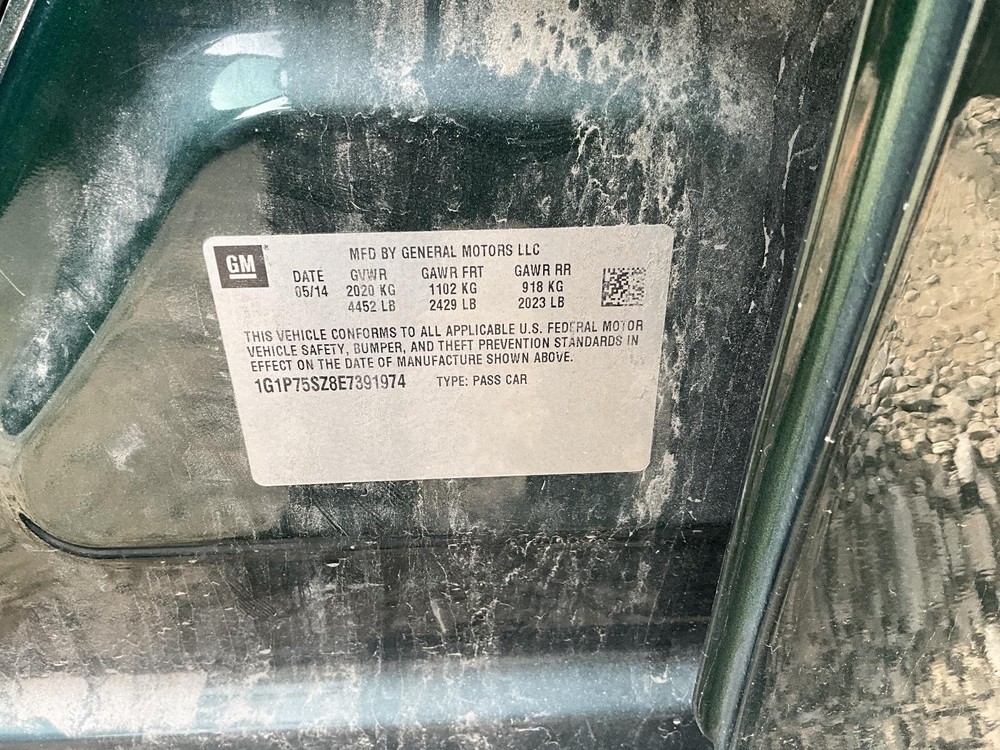 GM
MFD BY GENERAL MOTORS LLC
DATE GVWR GAWR FRT GAWR RR
05/14 2020 KG 1102 KG 918 KG
4452 LB 2429 LB 2023 LB
THIS VEHICLE CONFORMS TO ALL APPLICABLE U.S. FEDERAL MOTOR
VEHICLE SAFETY, BUMPER, AND THEFT PREVENTION STANDARDS IN
EFFECT ON THE DATE OF MANUFACTURE SHOWN ABOVE.
1G1P75SZ8E7391974 TYPE: PASS CAR